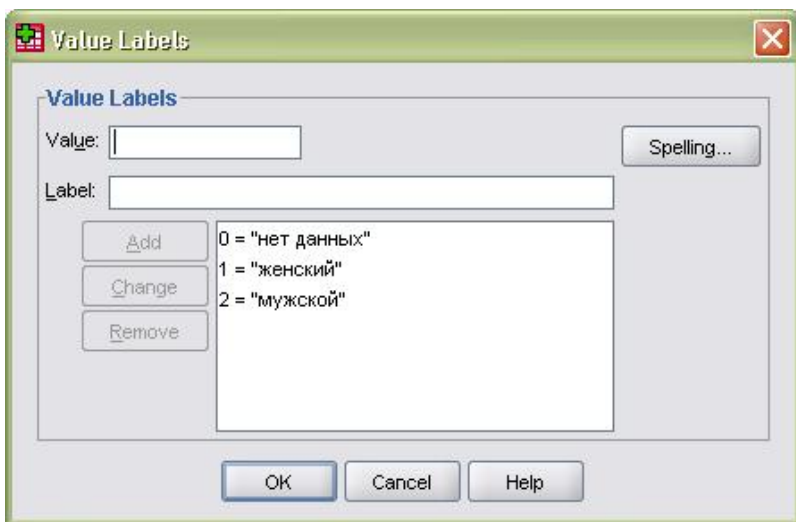 Value Labels
Value Labels
Value:
Spelling...
Label:
Add
0 = "нет данных"
Change
1 = "женский"
Remove
2 = "мужской"
OK Cancel Help